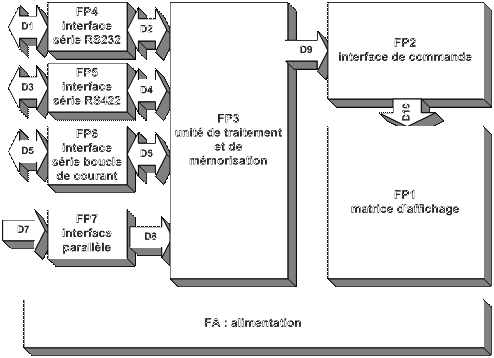 D1
FP4
interface
série RS232
D2
D3
FP5
interface
série RS422
D4
D5
FP6
interface
série boucle
de courant
D6
D7
FP7
interface
parallèle
D8
FP3
unité de traitement
et de
mémorisation
D9
FP2
interface de commande
D10
FP1
matrice d'affichage
FA : alimentation